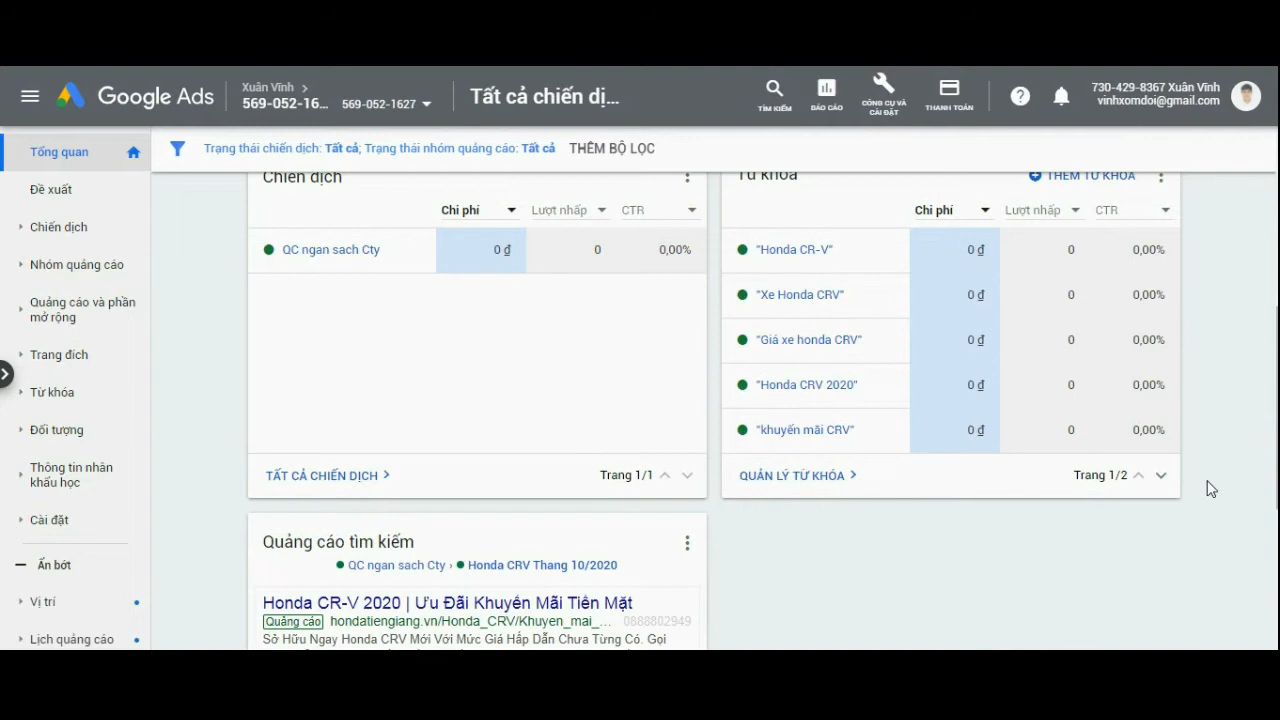 Google Ads
Xuân Vĩnh
569-052-16... 569-052-1627
Tất cả chiến dị...
TÌM KIẾM
BÁO CÁO
CÔNG CỤ VÀ CÀI ĐẶT
THANH TOÁN
730-429-8367 Xuân Vĩnh
vinhxomdoi@gmail.com
Tổng quan
Đề xuất
Chiến dịch
Nhóm quảng cáo
Quảng cáo và phần
mở rộng
Trang đích
Từ khóa
Đối tượng
Thông tin nhân
khẩu học
Cài đặt
Ẩn bớt
Vị trí
Lịch quảng cáo
Trạng thái chiến dịch: Tất cả; Trạng thái nhóm quảng cáo: Tất cả THÊM BỘ LỌC
Chiến dịch
Chi phí Lượt nhấp CTR
QC ngan sach Cty 0 ₫ 0 0,00%
TẤT CẢ CHIẾN DỊCH Trang 1/1
Từ khóa THÊM TỪ KHÓA
Chi phí Lượt nhấp CTR
"Honda CR-V" 0 ₫ 0 0,00%
"Xe Honda CRV" 0 ₫ 0 0,00%
"Giá xe honda CRV" 0 ₫ 0 0,00%
"Honda CRV 2020" 0 ₫ 0 0,00%
"khuyến mãi CRV" 0 ₫ 0 0,00%
QUẢN LÝ TỪ KHÓA Trang 1/2
Quảng cáo tìm kiếm
QC ngan sach Cty › Honda CRV Thang 10/2020
Honda CR-V 2020 | Ưu Đãi Khuyến Mãi Tiền Mặt
Quảng cáo hondatiengiang.vn/Honda_CRV/Khuyen_mai_... 0888802949
Sở Hữu Ngay Honda CRV Mới Với Mức Giá Hấp Dẫn Chưa Từng Có. Gọi